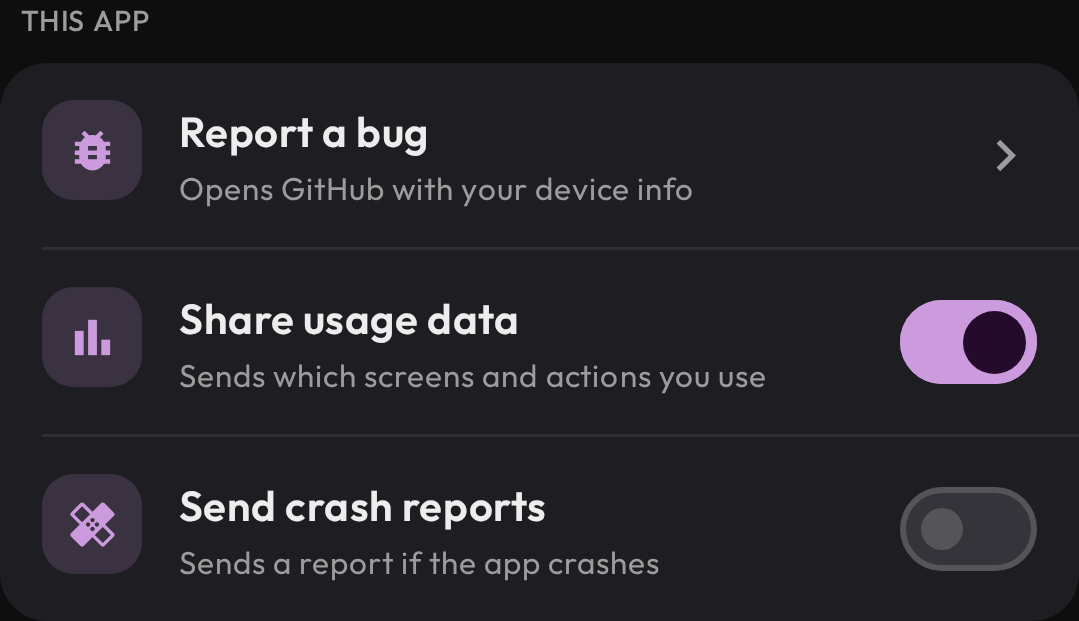 THIS APP
Report a bug
Opens GitHub with your device info
Share usage data
Sends which screens and actions you use
Send crash reports
Sends a report if the app crashes